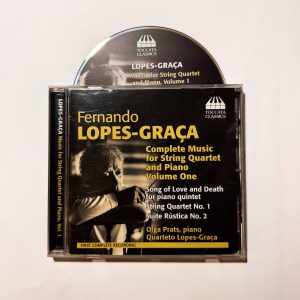 LOPES-GRAÇA
Music for String Quartet
and Piano, Volume 1
TOCCATA
CLASSICS
LOPES-GRAÇA Music for String Quartet and Piano, Vol. 1
Fernando
LOPES-GRAÇA
TOCCATA
CLASSICS
Complete Music
for String Quartet
and Piano
Volume One
Song of Love and Death
for piano quintet
String Quartet No. 1
Suite Rústica No. 2
Olga Prats, piano
Quarteto Lopes-Graça
FIRST COMPLETE RECORDING